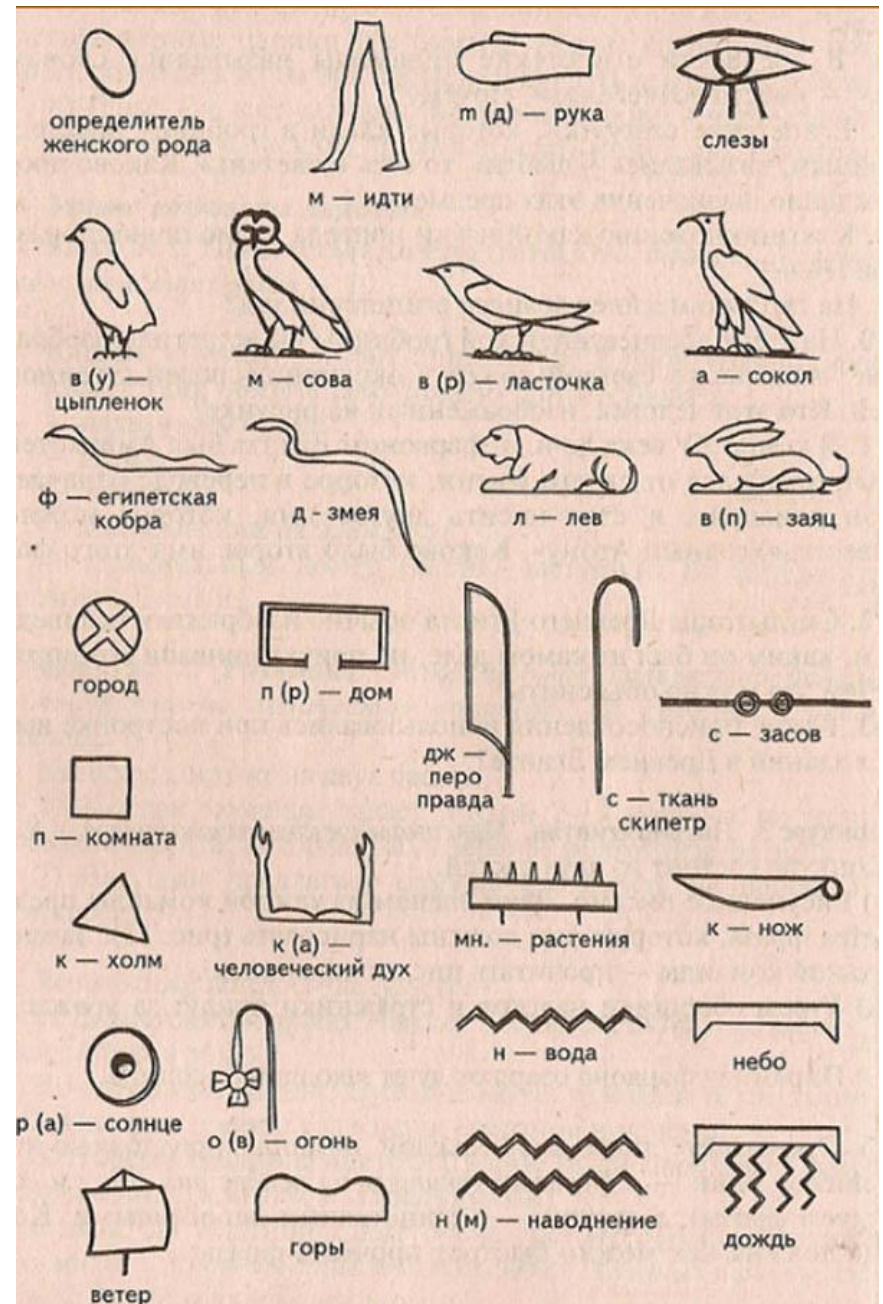 определитель
женского рода
м — идти
m (д) — рука
слезы
в (у) —
цыпленок
м — сова
в (р) — ласточка
а — сокол
ф — египетская
кобра
д - змея
л — лев
в (п) — заяц
город
п (р) — дом
дж —
перо
правда
с — ткань
скипетр
с — засов
п — комната
к — холм
к (а) —
человеческий дух
мн. — растения
к — нож
р (а) — солнце
о (в) — огонь
н — вода
небо
ветер
горы
н (м) — наводнение
дождь